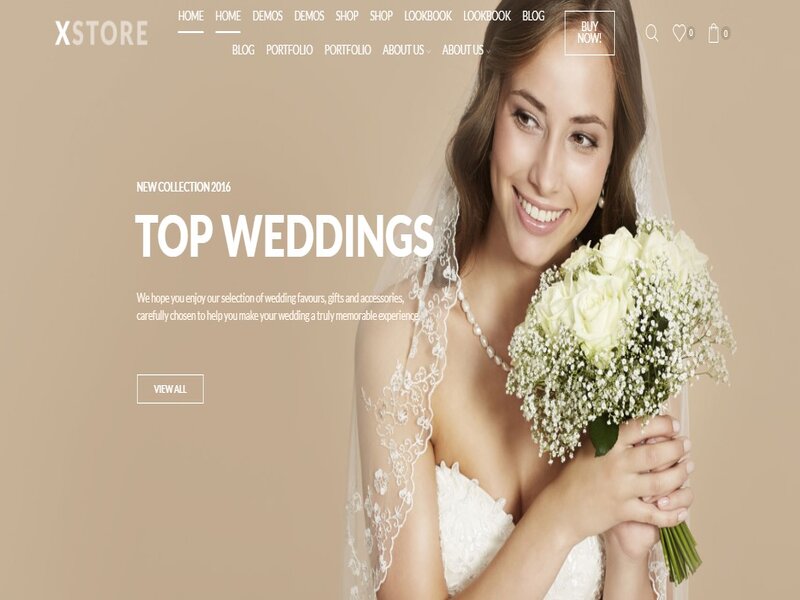 XSTORE
HOME HOME DEMOS DEMOS SHOP SHOP LOOKBOOK LOOKBOOK BLOG
BLOG PORTFOLIO PORTFOLIO ABOUT US ABOUT US
BUY
NOW!
0
0
NEW COLLECTION 2016
TOP WEDDINGS
We hope you enjoy our selection of wedding favours, gifts and accessories,
carefully chosen to help you make your wedding a truly memorable experience.
VIEW ALL